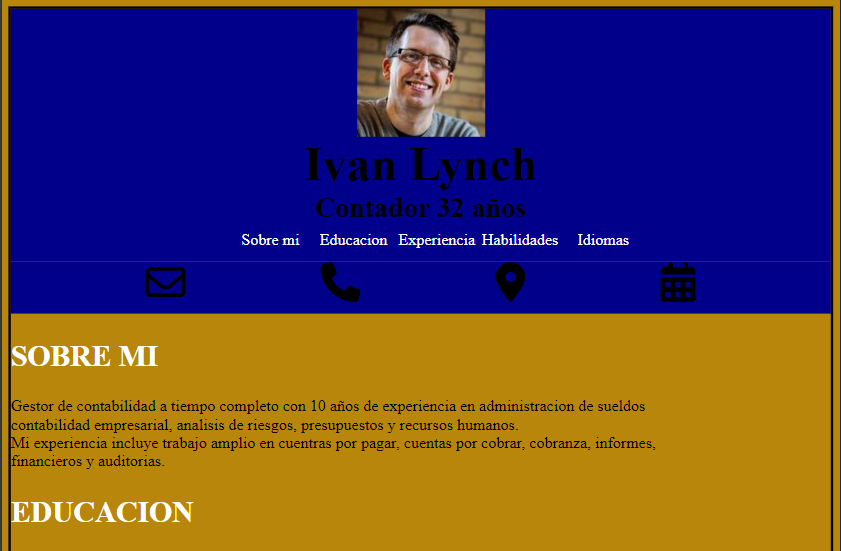 Ivan Lynch
Contador 32 años
Sobre mi Educacion Experiencia Habilidades Idiomas
SOBRE MI
Gestor de contabilidad a tiempo completo con 10 años de experiencia en administracion de sueldos
contabilidad empresarial, analisis de riesgos, presupuestos y recursos humanos.
Mi experiencia incluye trabajo amplio en cuentras por pagar, cuentas por cobrar, cobranza, informes,
financieros y auditorias.
EDUCACION